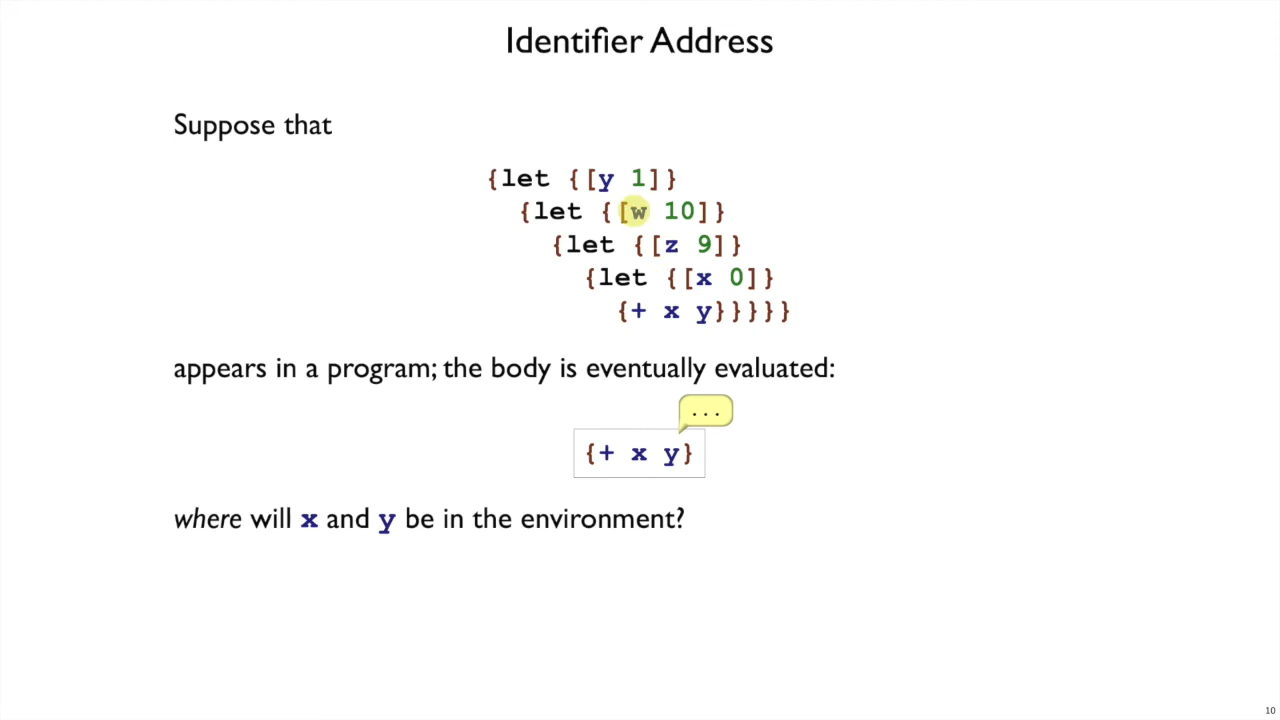 Identifier Address
Suppose that
{let {[y 1]}
{let {[w 10]}
{let {[z 9]}
{let {[x 0]}
{+ x y}}}}}
appears in a program; the body is eventually evaluated:
...
{+ x y}
where will x and y be in the environment?
10